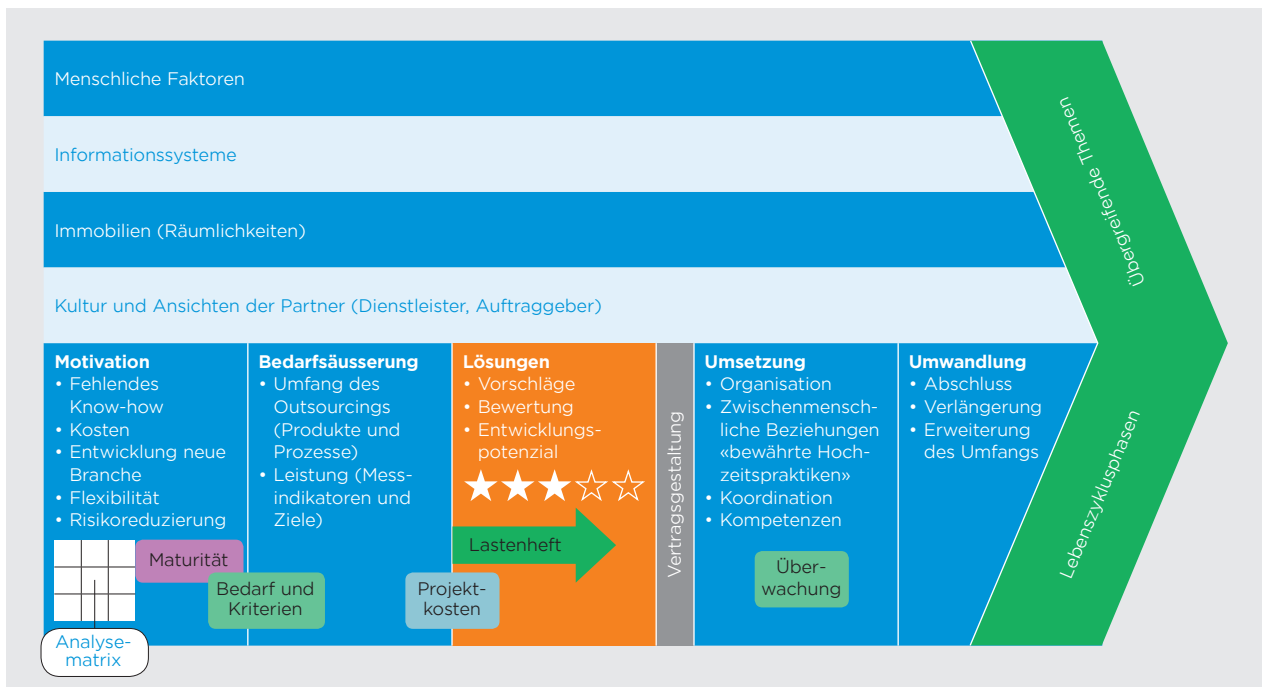 Menschliche Faktoren
Informationssysteme
Immobilien (Räumlichkeiten)
Kultur und Ansichten der Partner (Dienstleister, Auftraggeber)
Übergreifende Themen
Motivation
• Fehlendes
Know-how
• Kosten
• Entwicklung neue
Branche
• Flexibilität
• Risikoreduzierung
Maturität
Analyse-
matrix
Bedarf und
Kriterien
Bedarfsäusserung
• Umfang des
Outsourcings
(Produkte und
Prozesse)
• Leistung (Mess-
indikatoren und
Ziele)
Projekt-
kosten
Lösungen
• Vorschläge
• Bewertung
• Entwicklungs-
potenzial
Lastenheft
Vertragsgestaltung
Umsetzung
• Organisation
• Zwischenmensch-
liche Beziehungen
«bewährte Hoch-
zeitspraktiken»
• Koordination
• Kompetenzen
Über-
wachung
Umwandlung
• Abschluss
• Verlängerung
• Erweiterung
des Umfangs
Lebenszyklusphasen